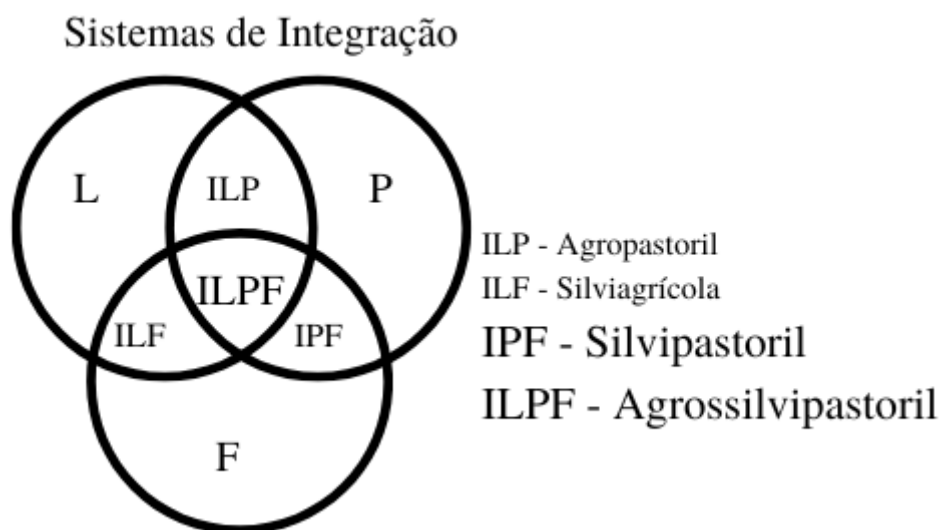 Sistemas de Integração
L
ILP
P
ILP - Agropastoril
ILF - Silviagrícola
ILPF
ILF
IPF
IPF - Silvipastoril
ILPF - Agrossilvipastoril
F